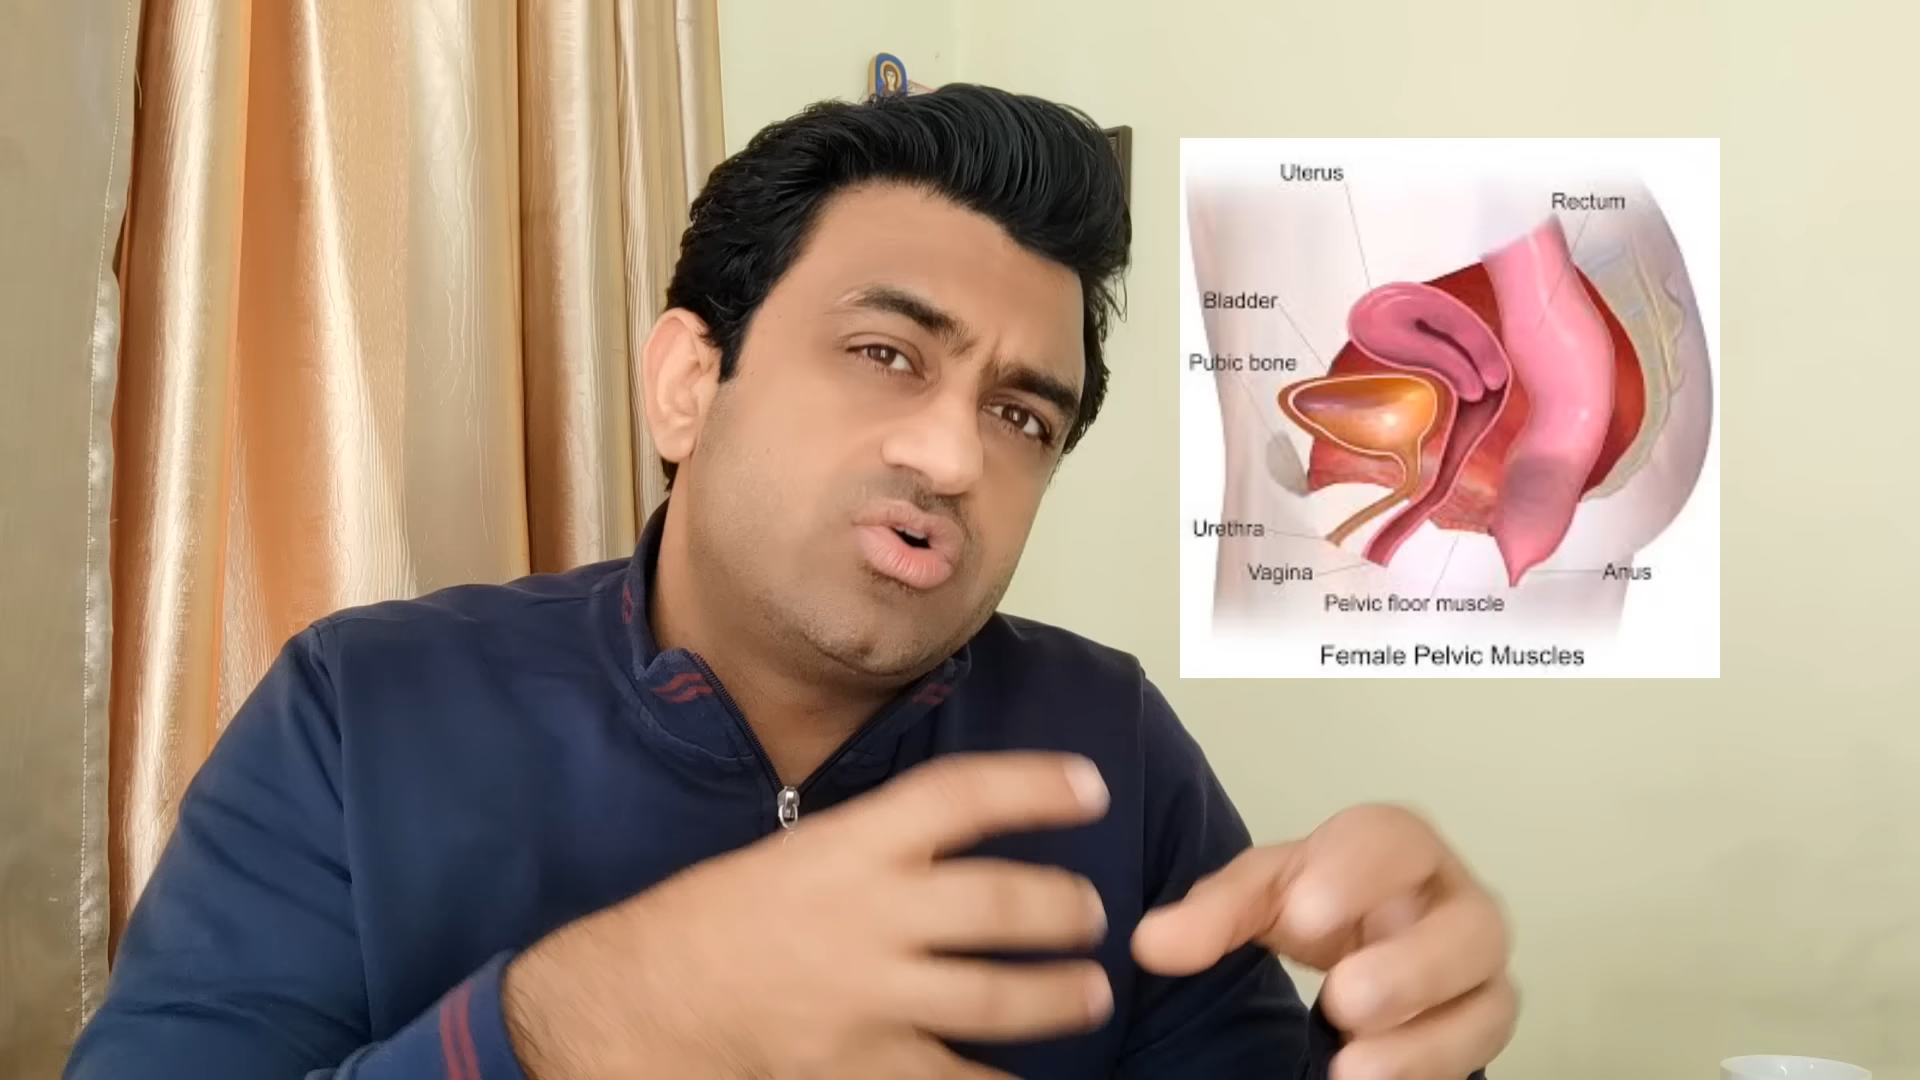 Uterus
Rectum
Bladder
Pubic bone
Urethra
Vagina
Anus
Pelvic floor muscle
Female Pelvic Muscles